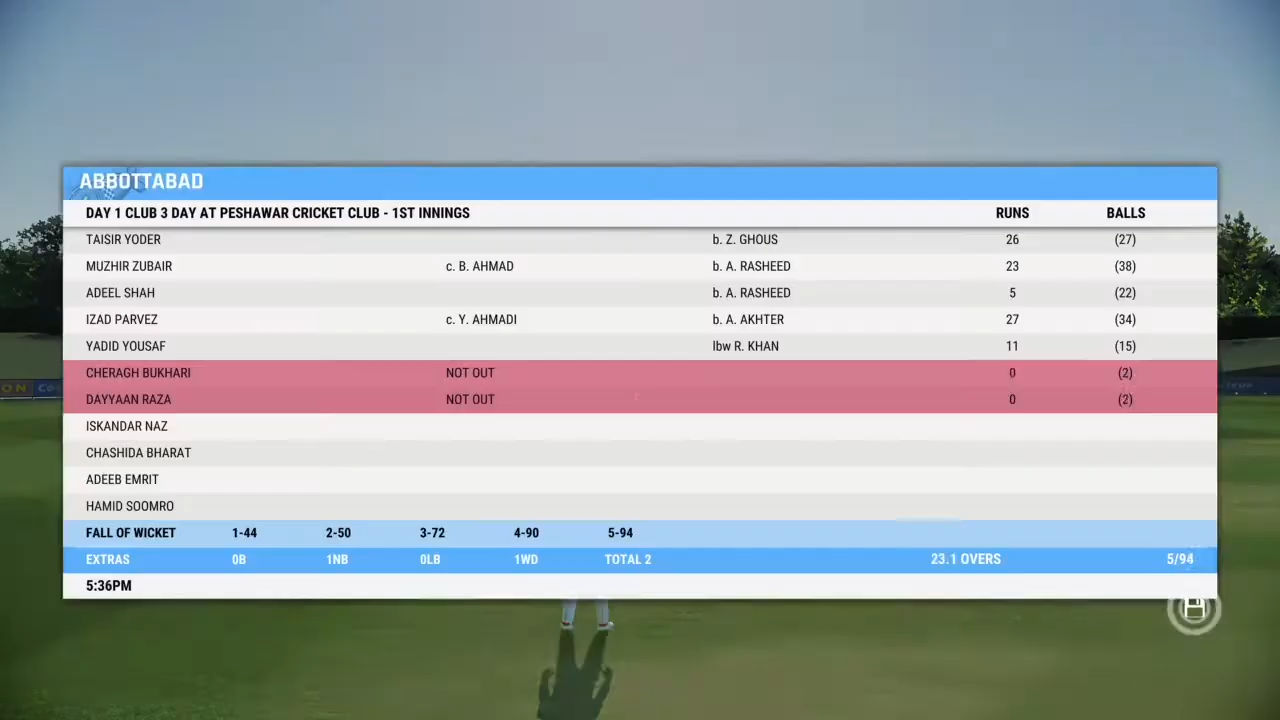 ABBOTTABAD
DAY 1 CLUB 3 DAY AT PESHAWAR CRICKET CLUB - 1ST INNINGS RUNS BALLS
TAISIR YODER b. Z. GHOUS 26 (27)
MUZHIR ZUBAIR c. B. AHMAD b. A. RASHEED 23 (38)
ADEEL SHAH b. A. RASHEED 5 (22)
IZAD PARVEZ c. Y. AHMADI b. A. AKHTER 27 (34)
YADID YOUSAF lbw R. KHAN 11 (15)
CHERAGH BUKHARI NOT OUT 0 (2)
DAYYAAN RAZA NOT OUT 0 (2)
ISKANDAR NAZ
CHASHIDA BHARAT
ADEEB EMRIT
HAMID SOOMRO
FALL OF WICKET 1-44 2-50 3-72 4-90 5-94
EXTRAS 0B 1NB 0LB 1WD TOTAL 2 23.1 OVERS 5/94
5:36PM